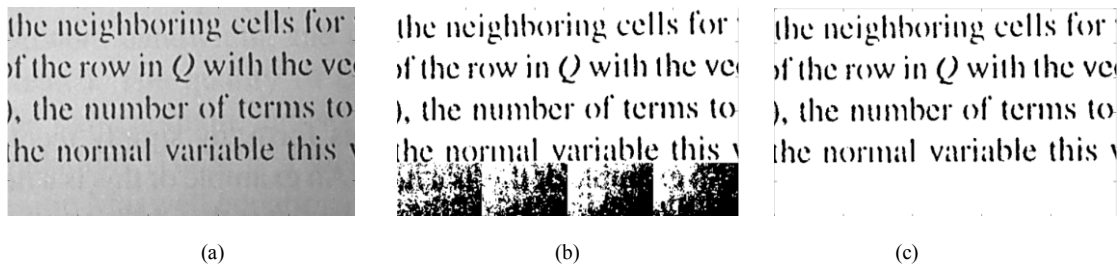 the neighboring cells for
of the row in Q with the
), the number of terms to
the normal variable this
(a)
the neighboring cells for
of the row in Q with the
), the number of terms to
the normal variable this
(b)
the neighboring cells for
of the row in Q with the
), the number of terms to
the normal variable this
(c)